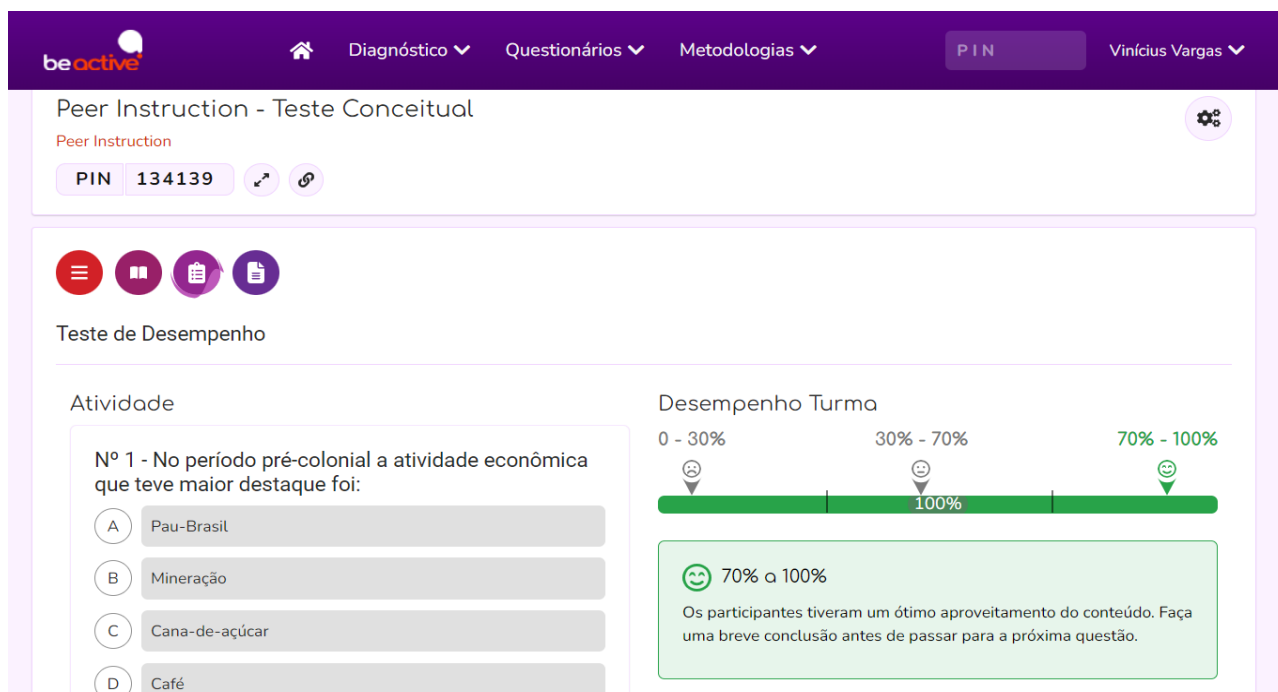 beactive
Diagnóstico
Questionários
Metodologias
PIN
Vinícius Vargas
Peer Instruction - Teste Conceitual
Peer Instruction
PIN 134139
Teste de Desempenho
Atividade
Nº 1 - No período pré-colonial a atividade econômica
que teve maior destaque foi:
A Pau-Brasil
B Mineração
C Cana-de-açúcar
D Café
Desempenho Turma
0 - 30% 30% - 70% 70% - 100%
100%
70% a 100%
Os participantes tiveram um ótimo aproveitamento do conteúdo. Faça
uma breve conclusão antes de passar para a próxima questão.